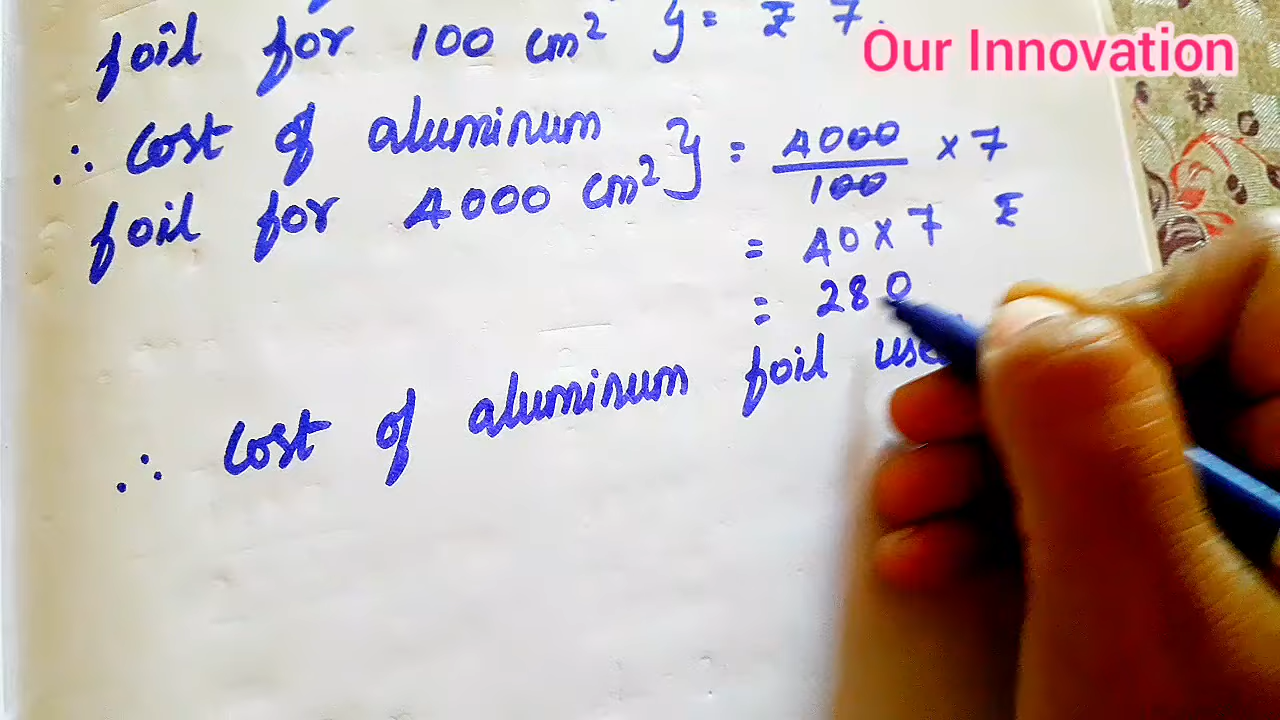 foil for 100 cm² } = ₹ 7.
Our Innovation
∴ cost of aluminum
foil for 4000 cm² } = 4000/100 × 7
= 40 × 7 ₹
= 280
∴ cost of aluminum foil